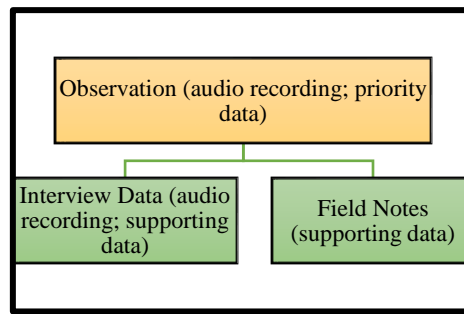 Observation (audio recording; priority
data)
Interview Data (audio
recording; supporting
data)
Field Notes
(supporting data)